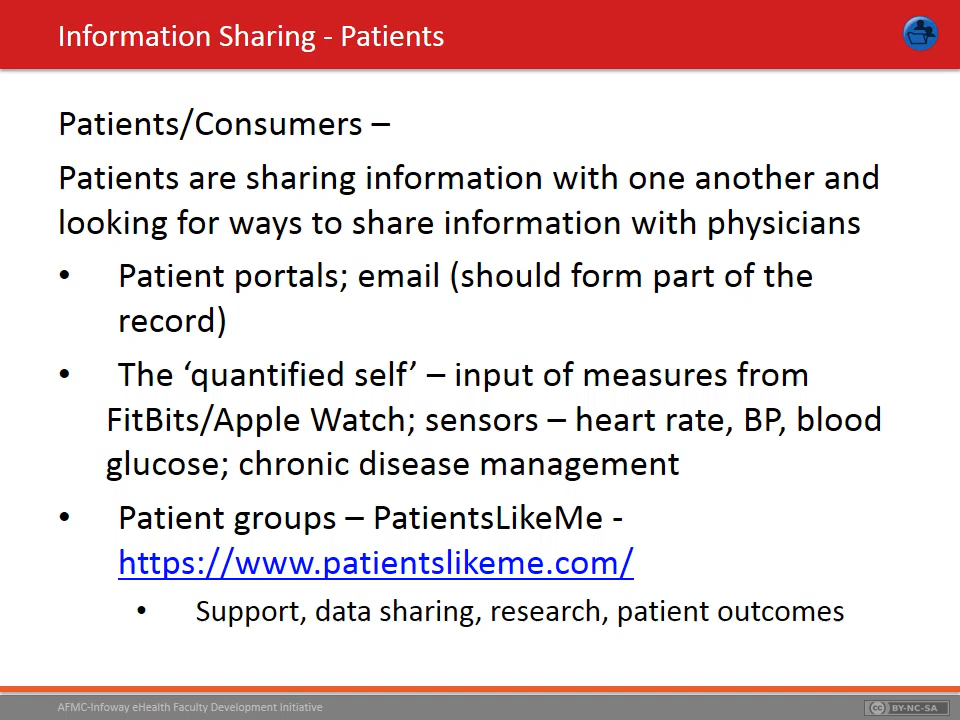 Information Sharing - Patients
Patients/Consumers –
Patients are sharing information with one another and
looking for ways to share information with physicians
• Patient portals; email (should form part of the
record)
• The ‘quantified self’ – input of measures from
FitBits/Apple Watch; sensors – heart rate, BP, blood
glucose; chronic disease management
• Patient groups – PatientsLikeMe -
https://www.patientslikeme.com/
• Support, data sharing, research, patient outcomes
AFMC-Infoway eHealth Faculty Development Initiative
cc BY-NC-SA